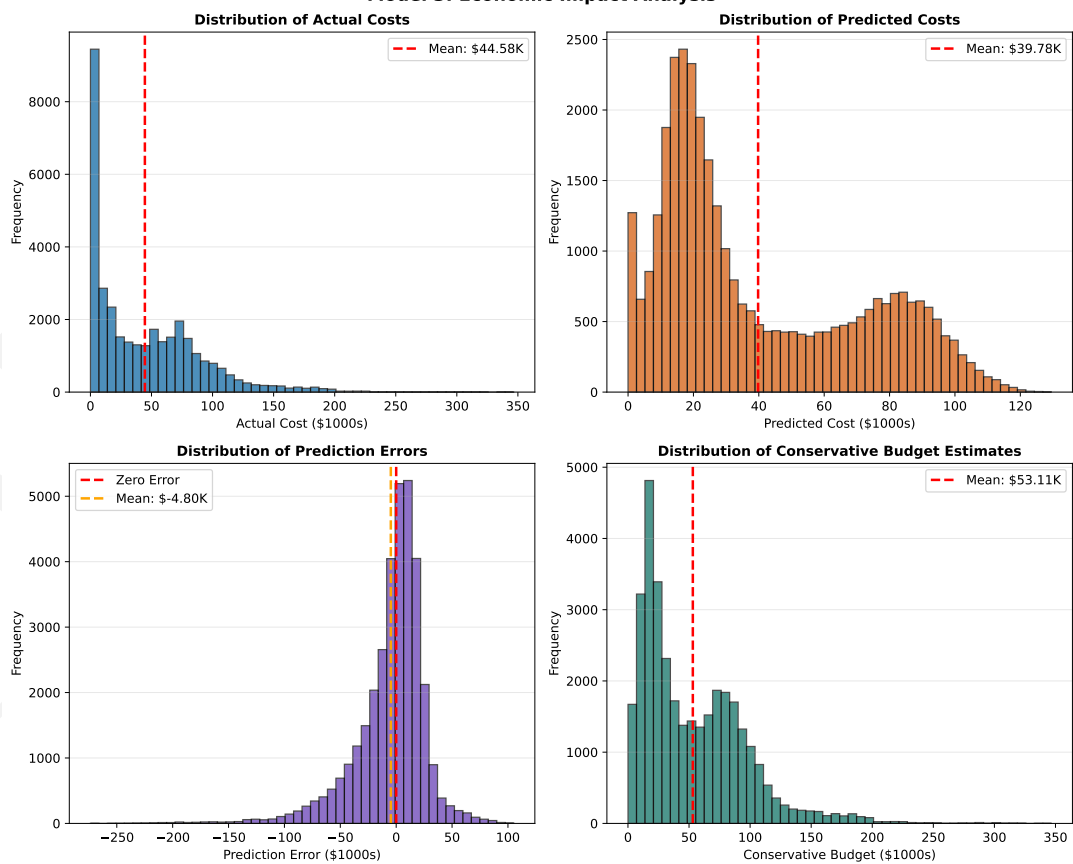 Distribution of Actual Costs
Mean: $44.58K
Frequency
8000
6000
4000
2000
0
0 50 100 150 200 250 300 350
Actual Cost ($1000s)
Distribution of Predicted Costs
Mean: $39.78K
Frequency
2500
2000
1500
1000
500
0
0 20 40 60 80 100 120
Predicted Cost ($1000s)
Distribution of Prediction Errors
Zero Error
Mean: $-4.80K
Frequency
5000
4000
3000
2000
1000
0
−250 −200 −150 −100 −50 0 50 100
Prediction Error ($1000s)
Distribution of Conservative Budget Estimates
Mean: $53.11K
Frequency
5000
4000
3000
2000
1000
0
0 50 100 150 200 250 300 350
Conservative Budget ($1000s)